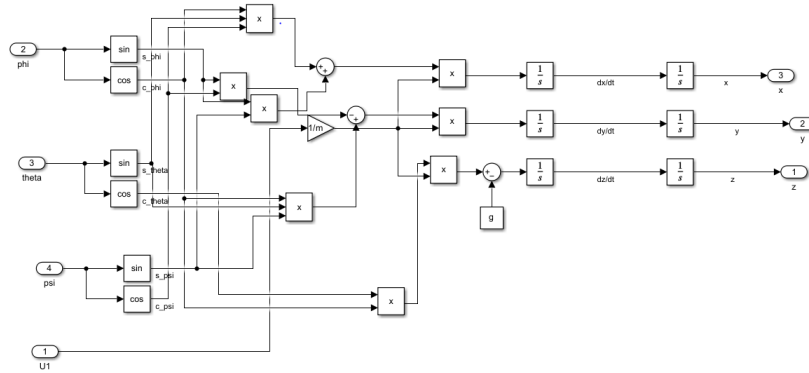 x
2
phi
sin
s_phi
cos
c_phi
x
x
+
+
x
1
s
dx/dt
1
s
x
3
x
1/m
−
+
x
1
s
dy/dt
1
s
y
2
y
3
theta
sin
s_theta
cos
c_theta
x
x
+
−
1
s
dz/dt
1
s
z
1
z
g
4
psi
sin
s_psi
cos
c_psi
x
1
U1